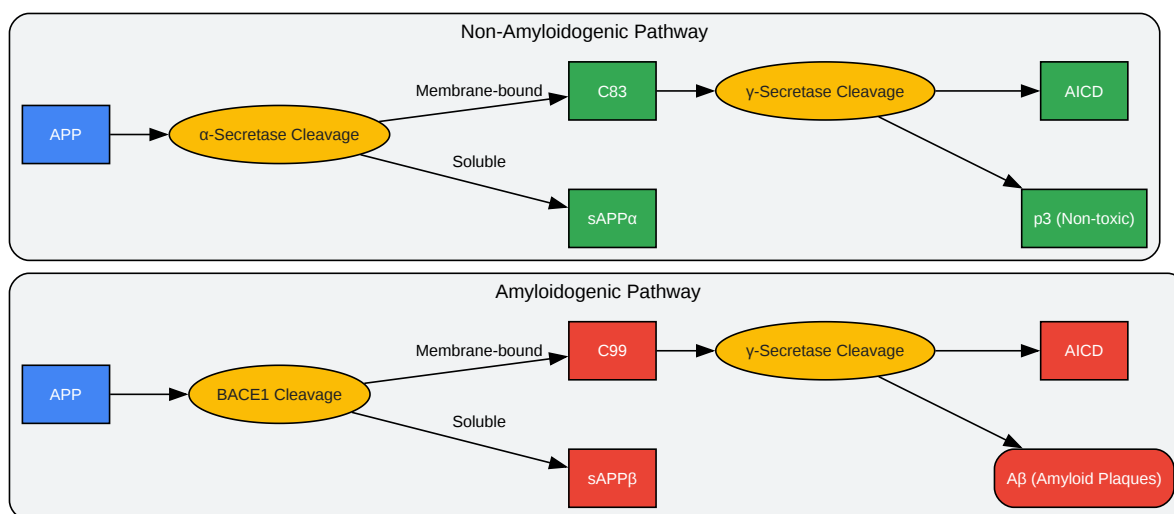 Non-Amyloidogenic Pathway
APP
α-Secretase Cleavage
Membrane-bound
Soluble
C83
sAPPα
γ-Secretase Cleavage
AICD
p3 (Non-toxic)
Amyloidogenic Pathway
APP
BACE1 Cleavage
Membrane-bound
Soluble
C99
sAPPβ
γ-Secretase Cleavage
AICD
Aβ (Amyloid Plaques)